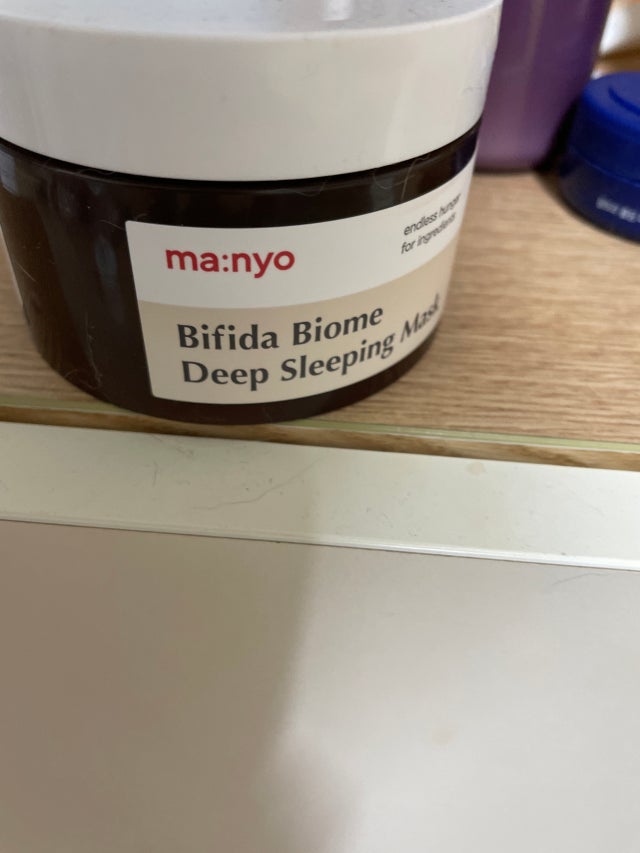 ma:nyo
endless hunger
for ingredients
Bifida Biome
Deep Sleeping Mask